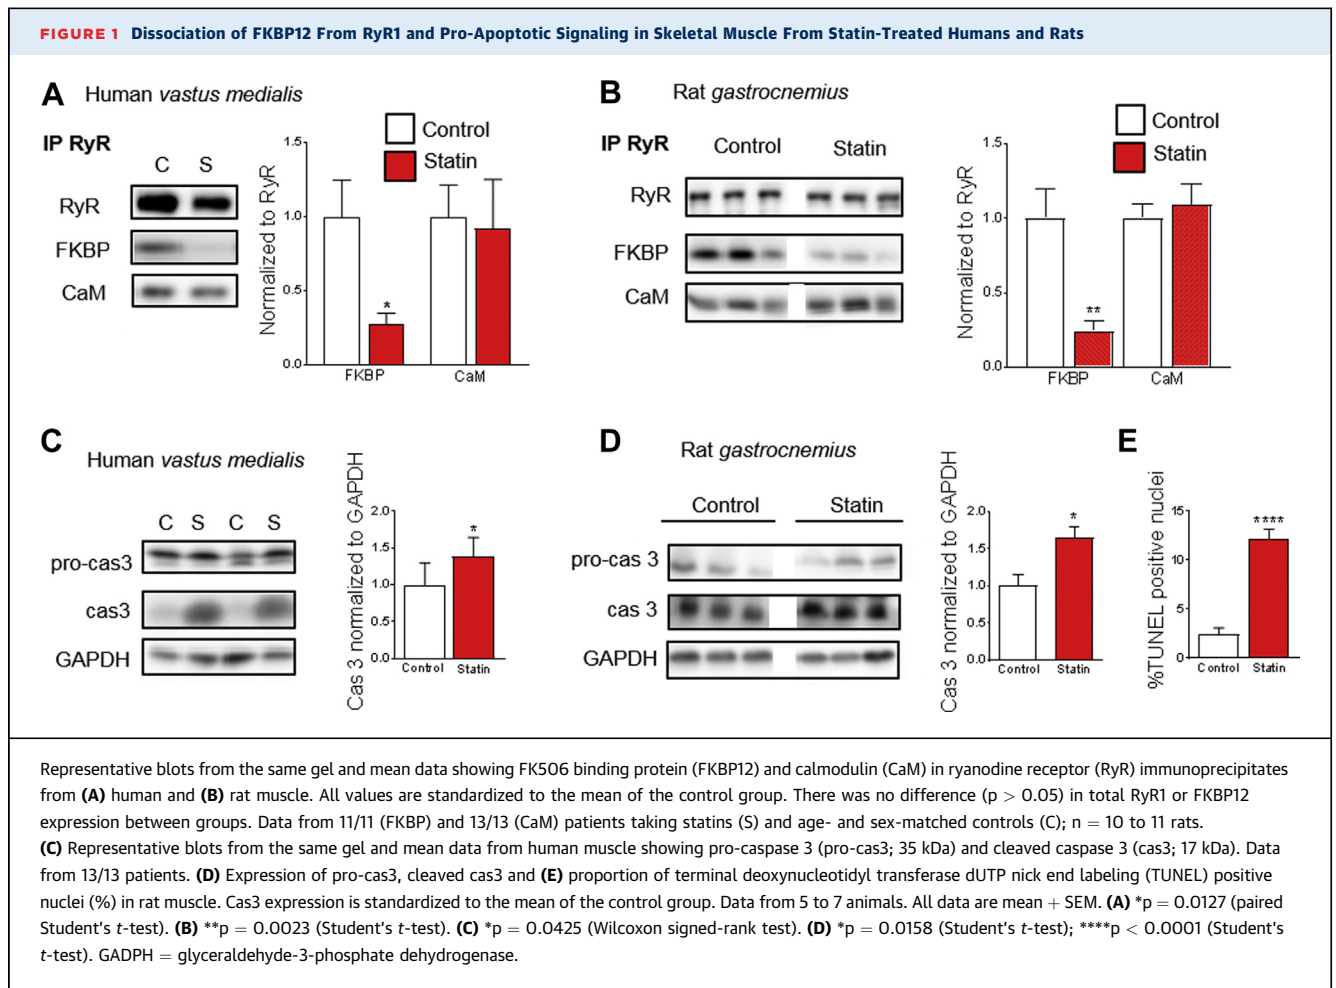 FIGURE 1 Dissociation of FKBP12 From RyR1 and Pro-Apoptotic Signaling in Skeletal Muscle From Statin-Treated Humans and Rats
A Human vastus medialis
IP RyR
C S
RyR
FKBP
CaM
Control
Statin
Normalized to RyR
1.5
1.0
0.5
0.0
*
FKBP CaM
B Rat gastrocnemius
IP RyR
Control Statin
RyR
FKBP
CaM
Control
Statin
Normalized to RyR
1.5
1.0
0.5
0.0
**
FKBP CaM
C Human vastus medialis
C S C S
pro-cas3
cas3
GAPDH
Cas 3 normalized to GAPDH
2.0
1.5
1.0
0.5
0.0
*
Control Statin
D Rat gastrocnemius
Control Statin
pro-cas 3
cas 3
GAPDH
Cas 3 normalized to GAPDH
2.0
1.5
1.0
0.5
0.0
*
Control Statin
E
%TUNEL positive nuclei
15
10
5
0
****
Control Statin
Representative blots from the same gel and mean data showing FK506 binding protein (FKBP12) and calmodulin (CaM) in ryanodine receptor (RyR) immunoprecipitates
from (A) human and (B) rat muscle. All values are standardized to the mean of the control group. There was no difference (p > 0.05) in total RyR1 or FKBP12
expression between groups. Data from 11/11 (FKBP) and 13/13 (CaM) patients taking statins (S) and age- and sex-matched controls (C); n = 10 to 11 rats.
(C) Representative blots from the same gel and mean data from human muscle showing pro-caspase 3 (pro-cas3; 35 kDa) and cleaved caspase 3 (cas3; 17 kDa). Data
from 13/13 patients. (D) Expression of pro-cas3, cleaved cas3 and (E) proportion of terminal deoxynucleotidyl transferase dUTP nick end labeling (TUNEL) positive
nuclei (%) in rat muscle. Cas3 expression is standardized to the mean of the control group. Data from 5 to 7 animals. All data are mean + SEM. (A) *p = 0.0127 (paired
Student's t-test). (B) **p = 0.0023 (Student's t-test). (C) *p = 0.0425 (Wilcoxon signed-rank test). (D) *p = 0.0158 (Student's t-test); ****p < 0.0001 (Student's
t-test). GADPH = glyceraldehyde-3-phosphate dehydrogenase.